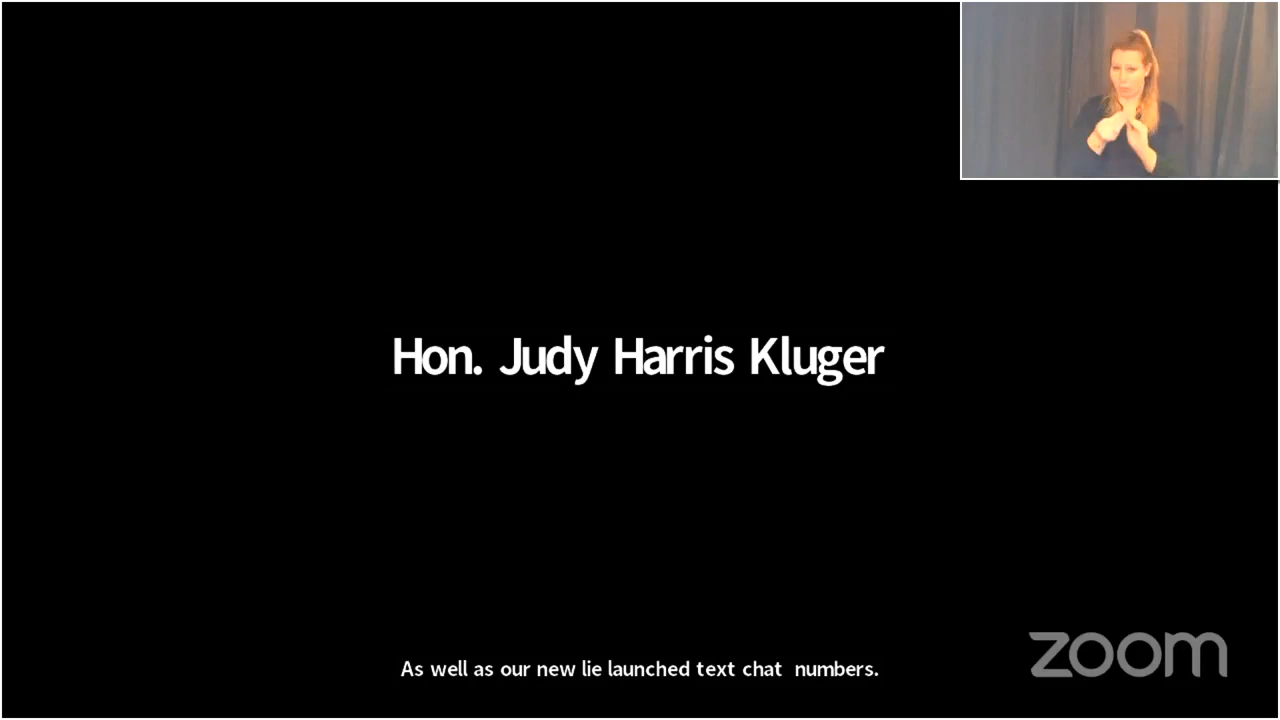 Hon. Judy Harris Kluger
As well as our new lie launched text chat numbers.
zoom